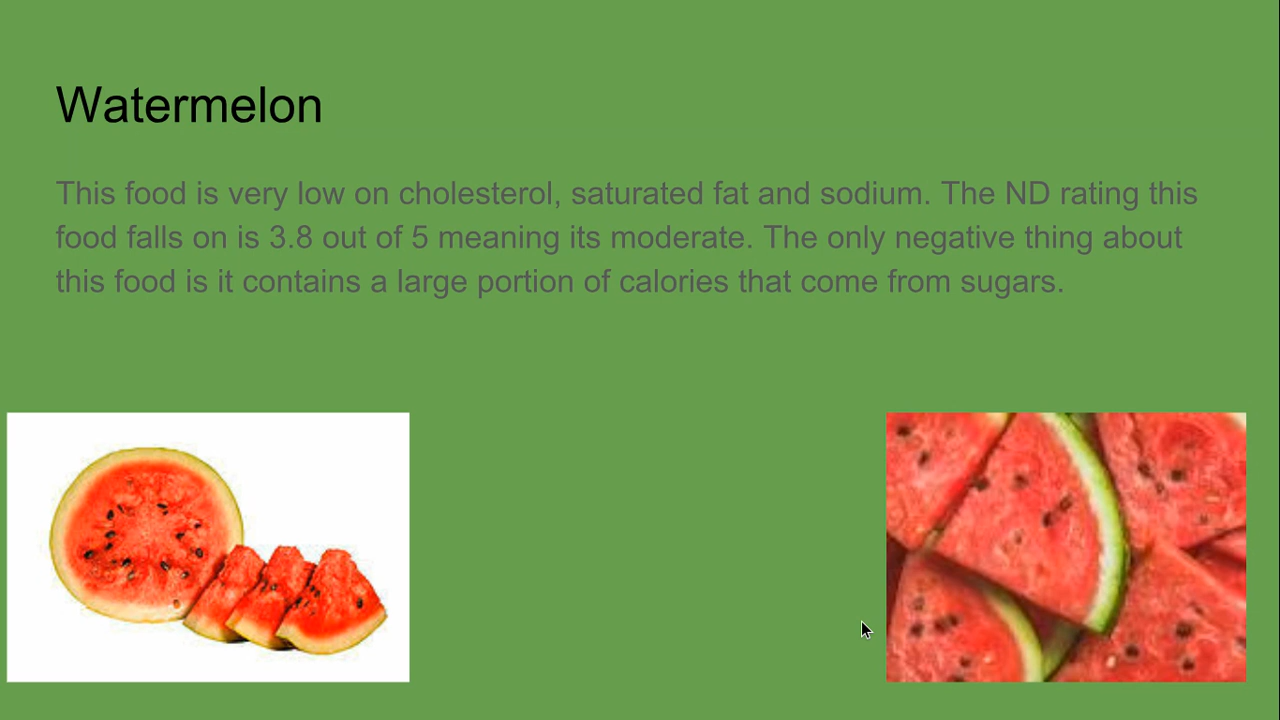 Watermelon
This food is very low on cholesterol, saturated fat and sodium. The ND rating this
food falls on is 3.8 out of 5 meaning its moderate. The only negative thing about
this food is it contains a large portion of calories that come from sugars.